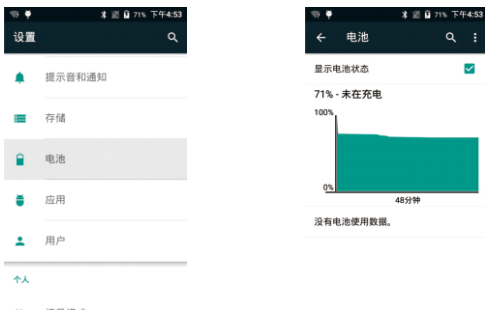 71% 下午4:53
设置
提示音和通知
存储
电池
应用
用户
个人
71% 下午4:53
电池
显示电池状态
71% - 未在充电
100%
0%
48分钟
没有电池使用数据。